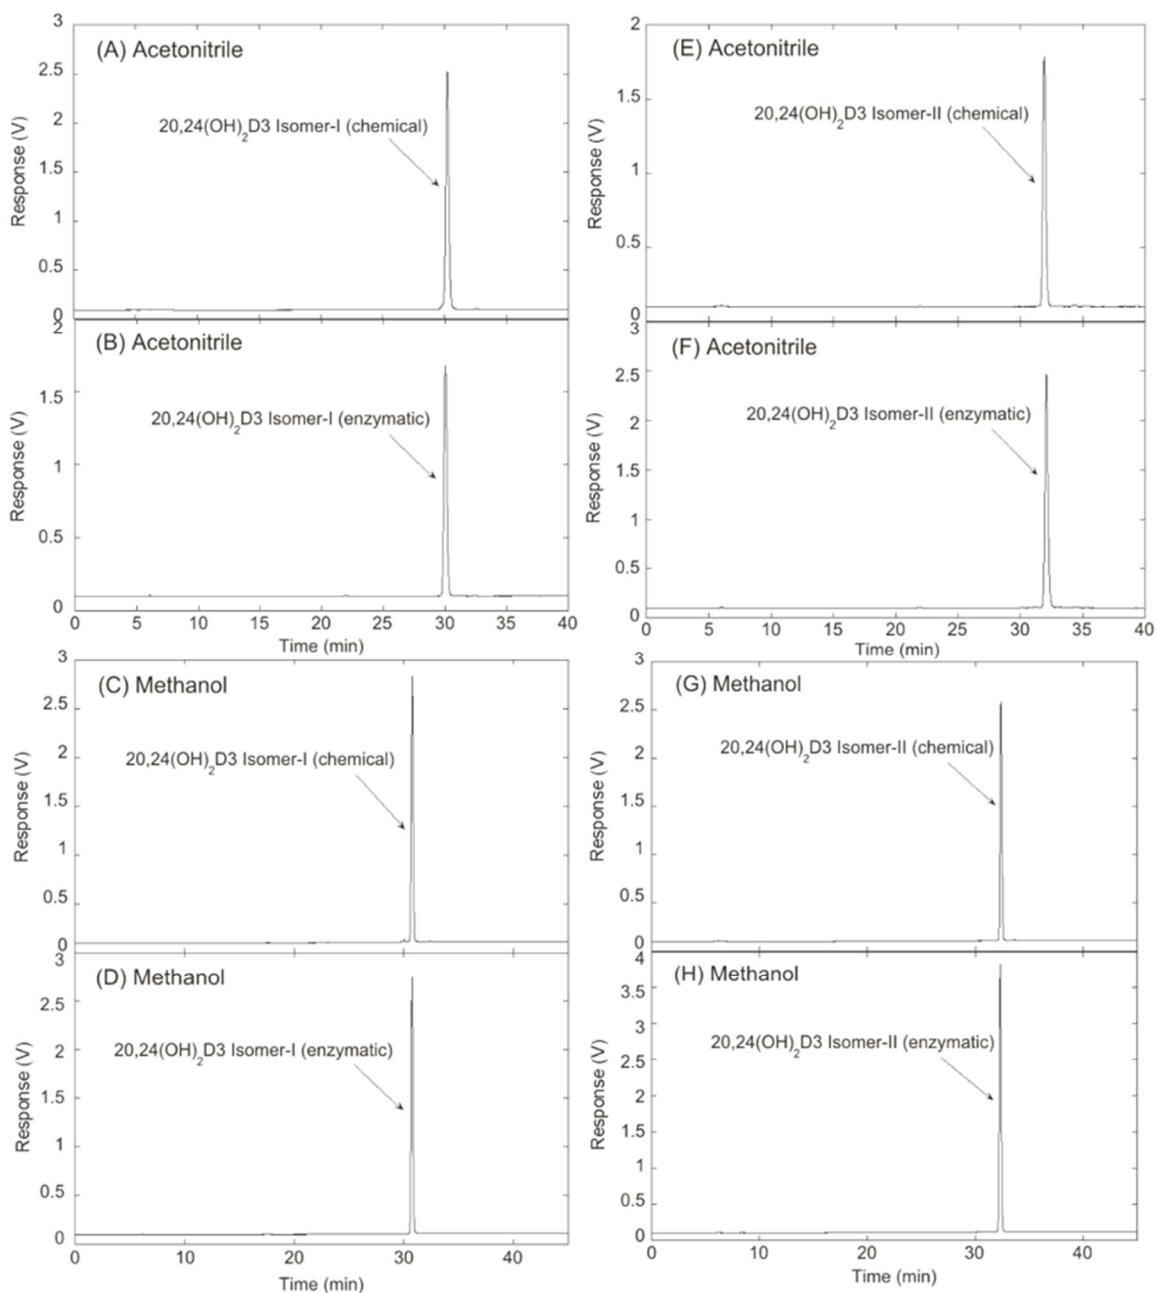 (A) Acetonitrile
20,24(OH)2D3 Isomer-I (chemical)
Response (V)
3
2.5
2
1.5
1
0.5
0
(B) Acetonitrile
20,24(OH)2D3 Isomer-I (enzymatic)
Response (V)
2
1.5
1
0.5
0
0 5 10 15 20 25 30 35 40
Time (min)
(C) Methanol
20,24(OH)2D3 Isomer-I (chemical)
Response (V)
3
2.5
2
1.5
1
0.5
0
(D) Methanol
20,24(OH)2D3 Isomer-I (enzymatic)
Response (V)
3
2.5
2
1.5
1
0.5
0
0 10 20 30 40
Time (min)
(E) Acetonitrile
20,24(OH)2D3 Isomer-II (chemical)
Response (V)
2
1.5
1
0.5
0
(F) Acetonitrile
20,24(OH)2D3 Isomer-II (enzymatic)
Response (V)
3
2.5
2
1.5
1
0.5
0
0 5 10 15 20 25 30 35 40
Time (min)
(G) Methanol
20,24(OH)2D3 Isomer-II (chemical)
Response (V)
3
2.5
2
1.5
1
0.5
0
(H) Methanol
20,24(OH)2D3 Isomer-II (enzymatic)
Response (V)
4
3.5
3
2.5
2
1.5
1
0.5
0
0 10 20 30 40
Time (min)